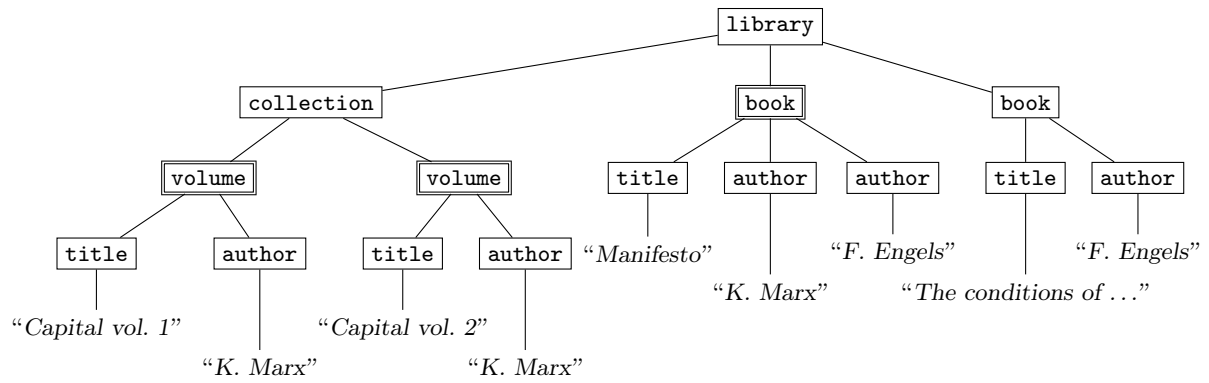 library
collection
book
book
volume
volume
title
author
author
title
author
title
author
title
author
“Manifesto”
“F. Engels”
“F. Engels”
“K. Marx”
“The conditions of ...”
“Capital vol. 1”
“Capital vol. 2”
“K. Marx”
“K. Marx”